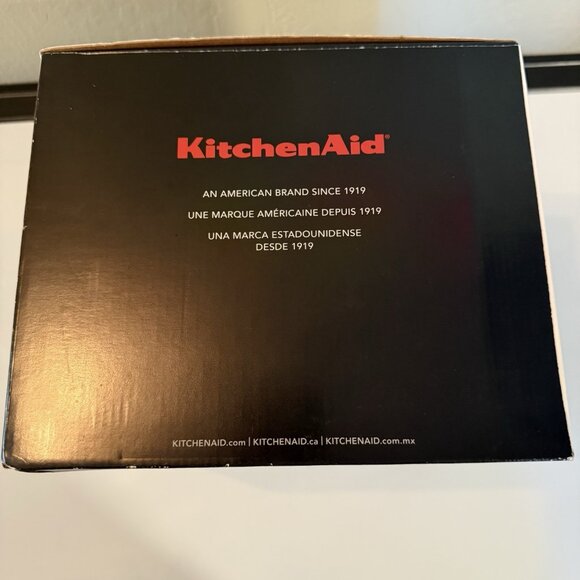 KitchenAid®
AN AMERICAN BRAND SINCE 1919
UNE MARQUE AMÉRICAINE DEPUIS 1919
UNA MARCA ESTADOUNIDENSE
DESDE 1919
KITCHENAID.com | KITCHENAID.ca | KITCHENAID.com.mx